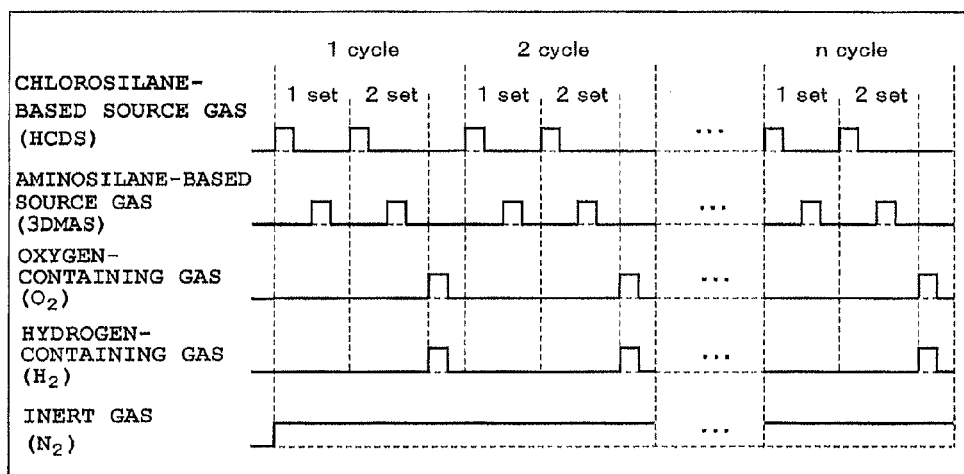 1 cycle 2 cycle n cycle
CHLOROSILANE-
BASED SOURCE GAS
(HCDS)
1 set 2 set 1 set 2 set 1 set 2 set
...
AMINOSILANE-BASED
SOURCE GAS
(3DMAS)
...
OXYGEN-
CONTAINING GAS
(O₂)
...
HYDROGEN-
CONTAINING GAS
(H₂)
...
INERT GAS
(N₂)
...